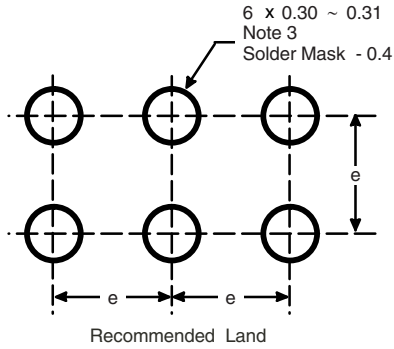 6 x 0.30 ~ 0.31
Note 3
Solder Mask - 0.4
e
e
e
Recommended Land